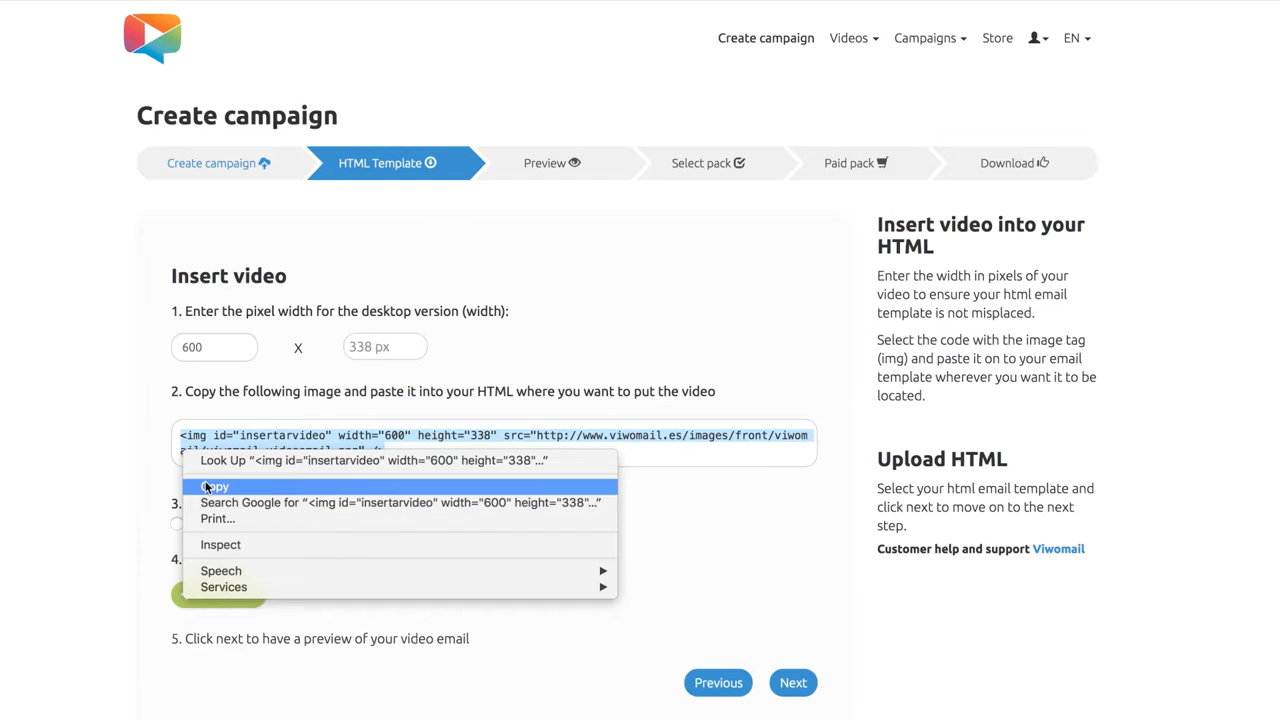 Create campaign
Videos
Campaigns
Store
EN
Create campaign
Create campaign
HTML Template
Preview
Select pack
Paid pack
Download
Insert video
1. Enter the pixel width for the desktop version (width):
600
X
338 px
2. Copy the following image and paste it into your HTML where you want to put the video
<img id="insertarvideo" width="600" height="338" src="http://www.viwomail.es/images/front/viwom
Look Up “<img id="insertarvideo" width="600" height="338"...”
Copy
Search Google for “<img id="insertarvideo" width="600" height="338"...”
Print...
Inspect
Speech
Services
3.
4.
5. Click next to have a preview of your video email
Previous
Next
Insert video into your
HTML
Enter the width in pixels of your
video to ensure your html email
template is not misplaced.
Select the code with the image tag
(img) and paste it on to your email
template wherever you want it to be
located.
Upload HTML
Select your html email template and
click next to move on to the next
step.
Customer help and support Viwomail